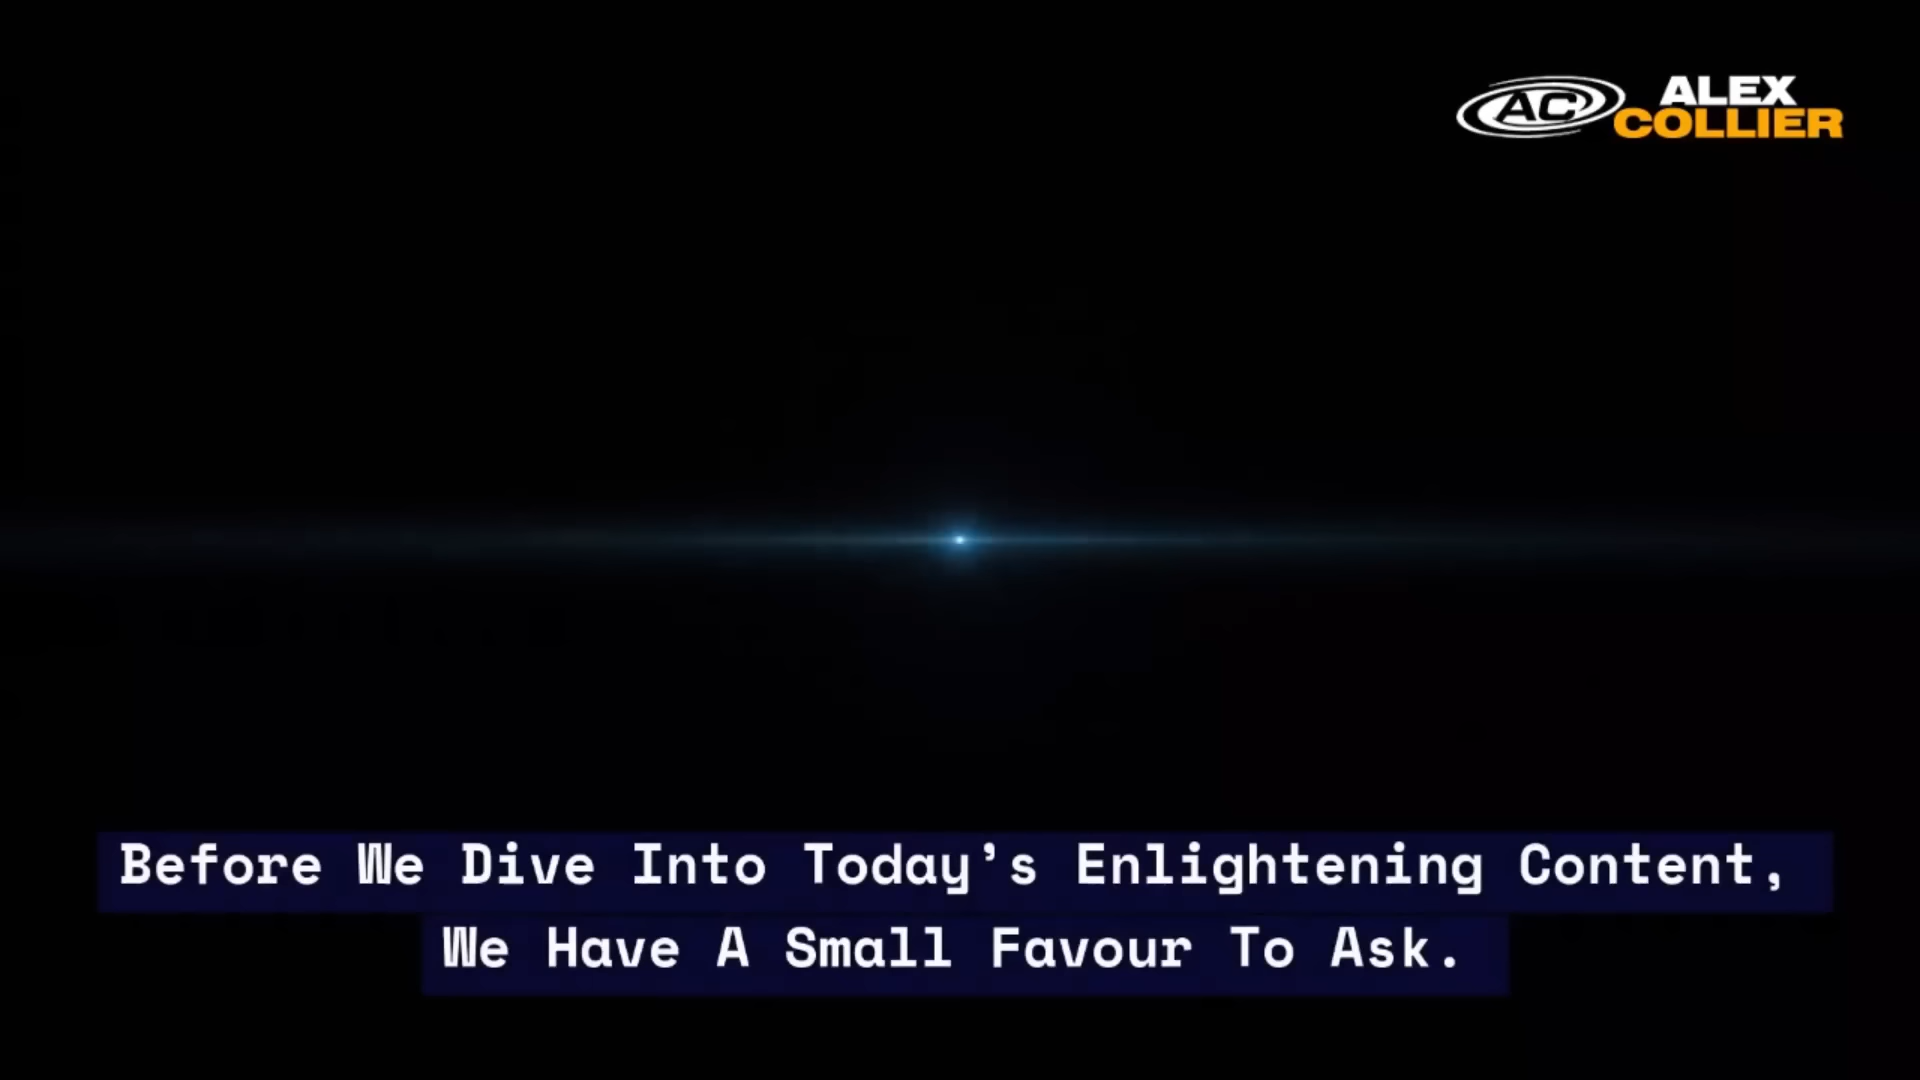 AC ALEX
COLLIER
Before We Dive Into Today’s Enlightening Content,
We Have A Small Favour To Ask.